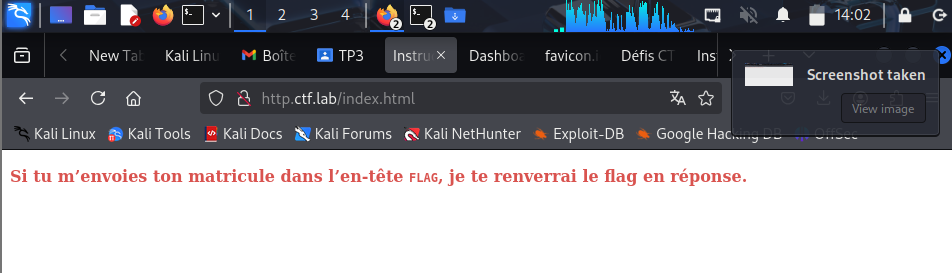 1 2 3 4 2 2 14:02
New Tab Kali Linu Boîte TP3 Instru Dashboa favicon.i Défis CT Ins
Screenshot taken
View image
http.ctf.lab/index.html
Kali Linux Kali Tools Kali Docs Kali Forums Kali NetHunter Exploit-DB Google Hacking DB OffSec
Si tu m’envoies ton matricule dans l’en-tête FLAG, je te renverrai le flag en réponse.